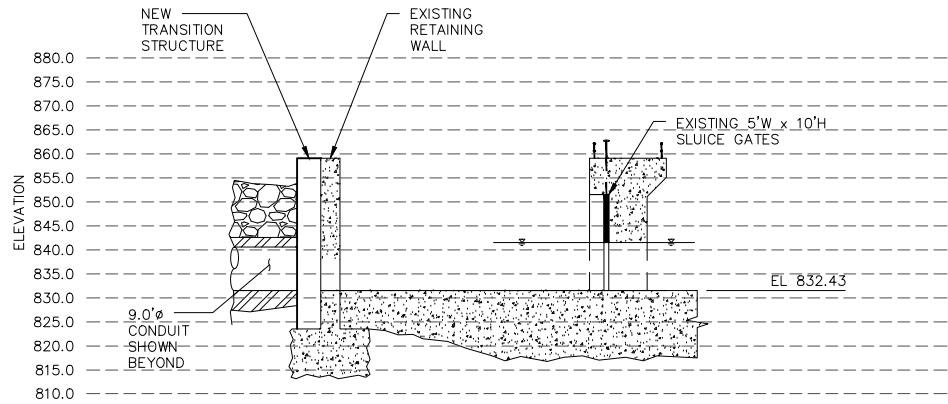 NEW
TRANSITION
STRUCTURE
EXISTING
RETAINING
WALL
880.0
875.0
870.0
865.0
860.0
855.0
850.0
845.0
840.0
835.0
830.0
825.0
820.0
815.0
810.0
ELEVATION
EXISTING 5'W x 10'H
SLUICE GATES
EL 832.43
9.0'ø
CONDUIT
SHOWN
BEYOND